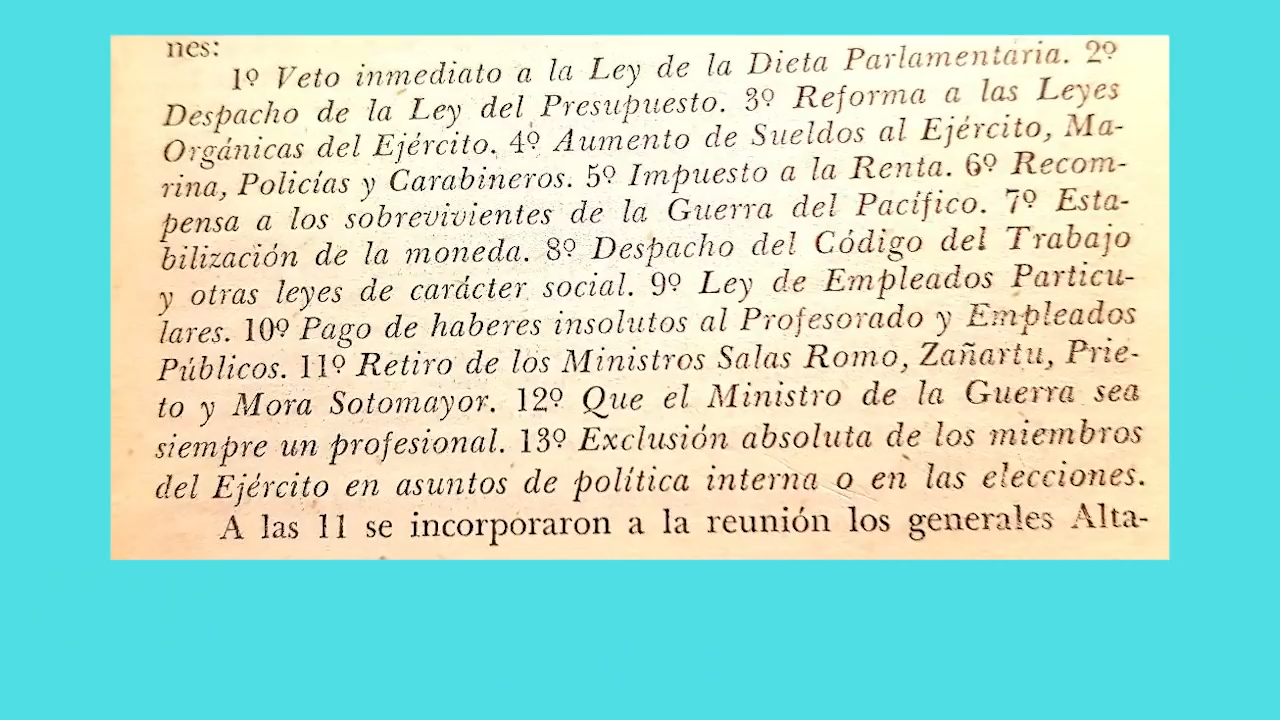 nes:
1º Veto inmediato a la Ley de la Dieta Parlamentaria. 2º
Despacho de la Ley del Presupuesto. 3º Reforma a las Leyes
Orgánicas del Ejército. 4º Aumento de Sueldos al Ejército, Ma-
rina, Policías y Carabineros. 5º Impuesto a la Renta. 6º Recom-
pensa a los sobrevivientes de la Guerra del Pacífico. 7º Esta-
bilización de la moneda. 8º Despacho del Código del Trabajo
y otras leyes de carácter social. 9º Ley de Empleados Particu-
lares. 10º Pago de haberes insolutos al Profesorado y Empleados
Públicos. 11º Retiro de los Ministros Salas Romo, Zañartu, Prie-
to y Mora Sotomayor. 12º Que el Ministro de la Guerra sea
siempre un profesional. 13º Exclusión absoluta de los miembros
del Ejército en asuntos de política interna o en las elecciones.
A las 11 se incorporaron a la reunión los generales Alta-